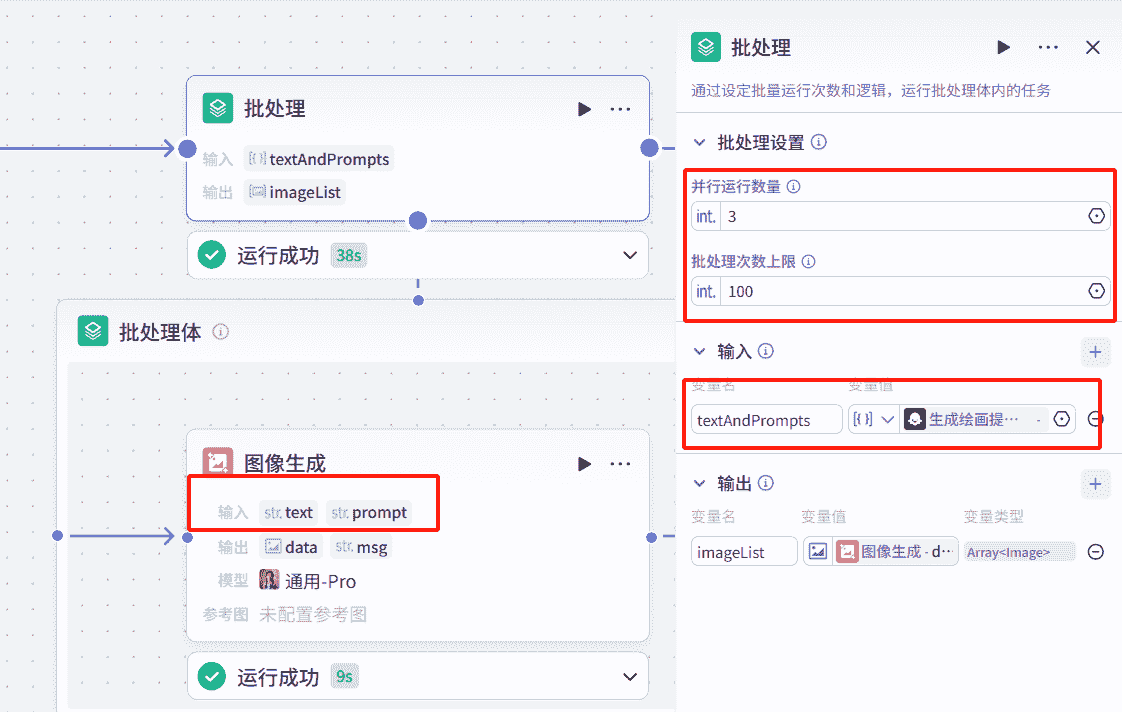 批处理
输入 [{}] textAndPrompts
输出 imageList
运行成功 38s
批处理体
图像生成
输入 str. text str. prompt
输出 data str. msg
模型 通用-Pro
参考图 未配置参考图
运行成功 9s
批处理
通过设定批量运行次数和逻辑，运行批处理体内的任务
批处理设置
并行运行数量
int. 3
批处理次数上限
int. 100
输入
变量名 变量值
textAndPrompts [{}] 生成绘画提… -
输出
变量名 变量值 变量类型
imageList 图像生成 - d… Array<Image>